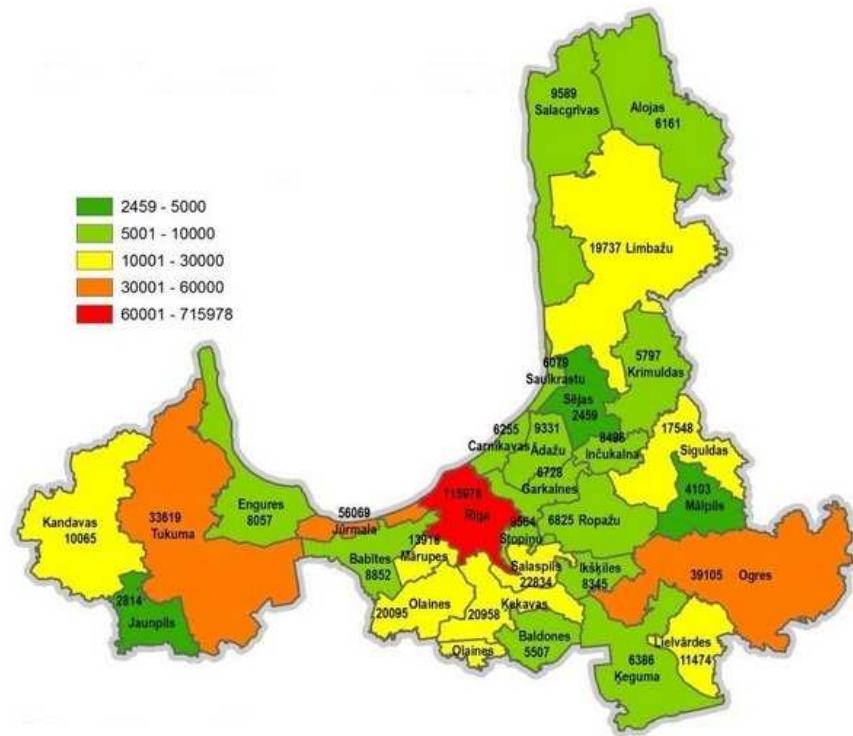 9589
Salacgrīvas
Alojas
6161
2459 - 5000
5001 - 10000
10001 - 30000
30001 - 60000
60001 - 715978
19737 Limbažu
6079
Saulkrastu
5797
Krimuldas
Sējas
2459
17548
Siguldas
6255
Carnikavas
9331
Ādažu
8498
Inčukalna
6728
Garkalnes
4103
Mālpils
Engures
8057
33619
Tukuma
Kandavas
10065
56069
Jūrmala
715978
Rīga
9564
Stopiņu
6825 Ropažu
13916
Mārupes
Babītes
8852
Salaspils
22834
Ikšķiles
8345
39105 Ogres
2814
Jaunpils
20095
Olaines
20958
Ķekavas
Olaines
Baldones
5507
Lielvārdes
11474
6386
Ķeguma